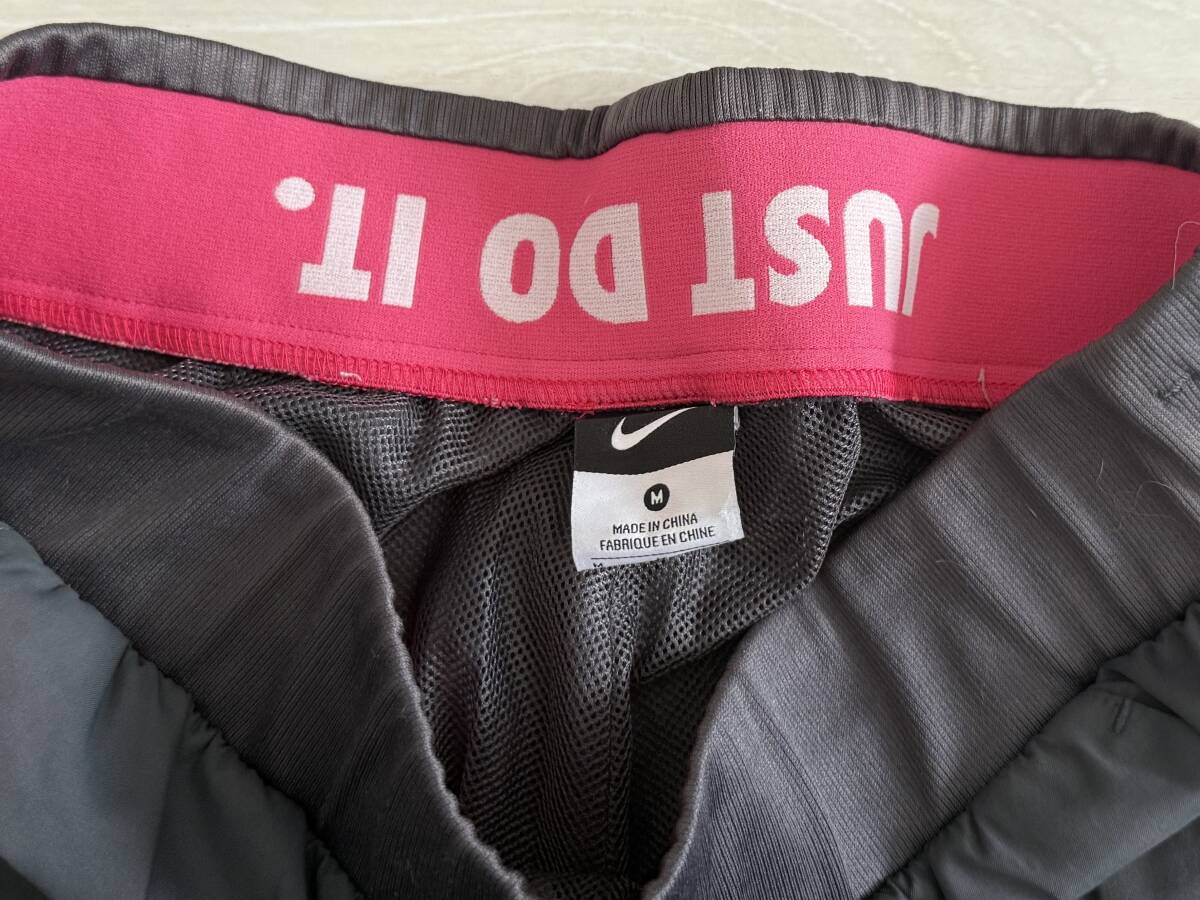 JUST DO IT.
M
MADE IN CHINA
FABRIQUE EN CHINE